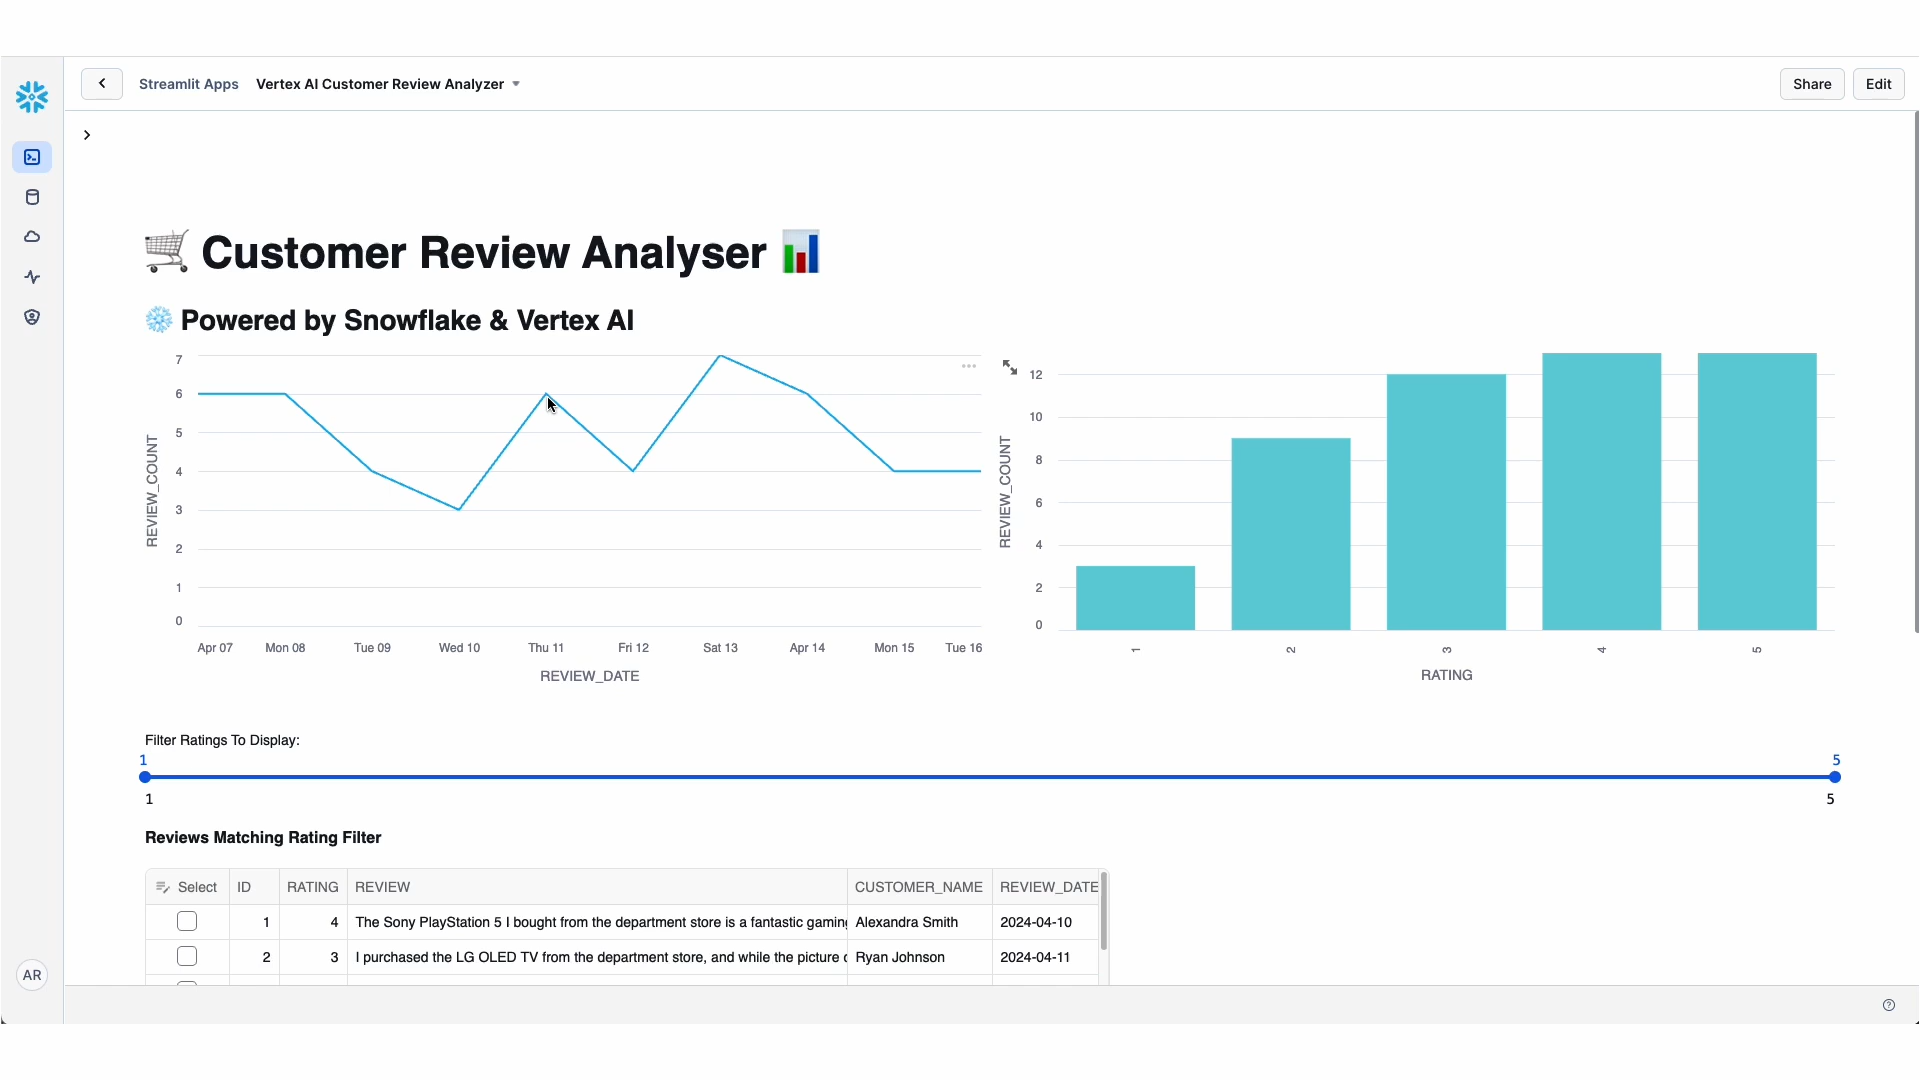 Streamlit Apps Vertex AI Customer Review Analyzer
Share Edit
Customer Review Analyser
Powered by Snowflake & Vertex AI
7
6
5
4
3
2
1
0
REVIEW_COUNT
Apr 07 Mon 08 Tue 09 Wed 10 Thu 11 Fri 12 Sat 13 Apr 14 Mon 15 Tue 16
REVIEW_DATE
12
10
8
6
4
2
0
REVIEW_COUNT
1 2 3 4 5
RATING
Filter Ratings To Display:
1 5
1 5
Reviews Matching Rating Filter
Select ID RATING REVIEW CUSTOMER_NAME REVIEW_DATE
1 4 The Sony PlayStation 5 I bought from the department store is a fantastic gaming Alexandra Smith 2024-04-10
2 3 I purchased the LG OLED TV from the department store, and while the picture Ryan Johnson 2024-04-11
AR